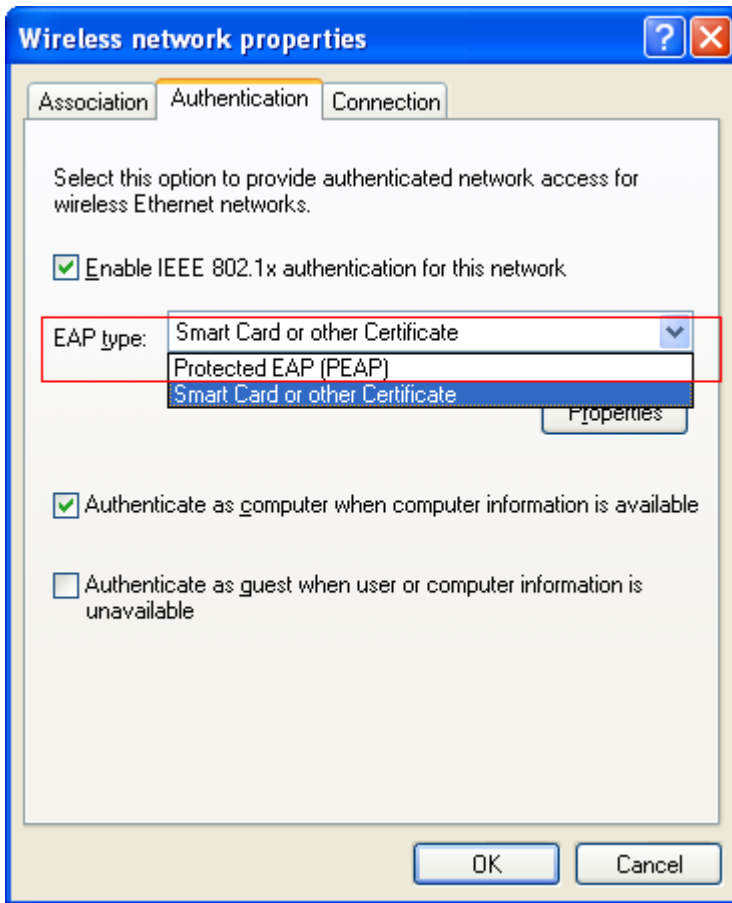 Wireless network properties
Association Authentication Connection
Select this option to provide authenticated network access for
wireless Ethernet networks.
Enable IEEE 802.1x authentication for this network
EAP type: Smart Card or other Certificate
Protected EAP (PEAP)
Smart Card or other Certificate
Properties
Authenticate as computer when computer information is available
Authenticate as guest when user or computer information is
unavailable
OK Cancel